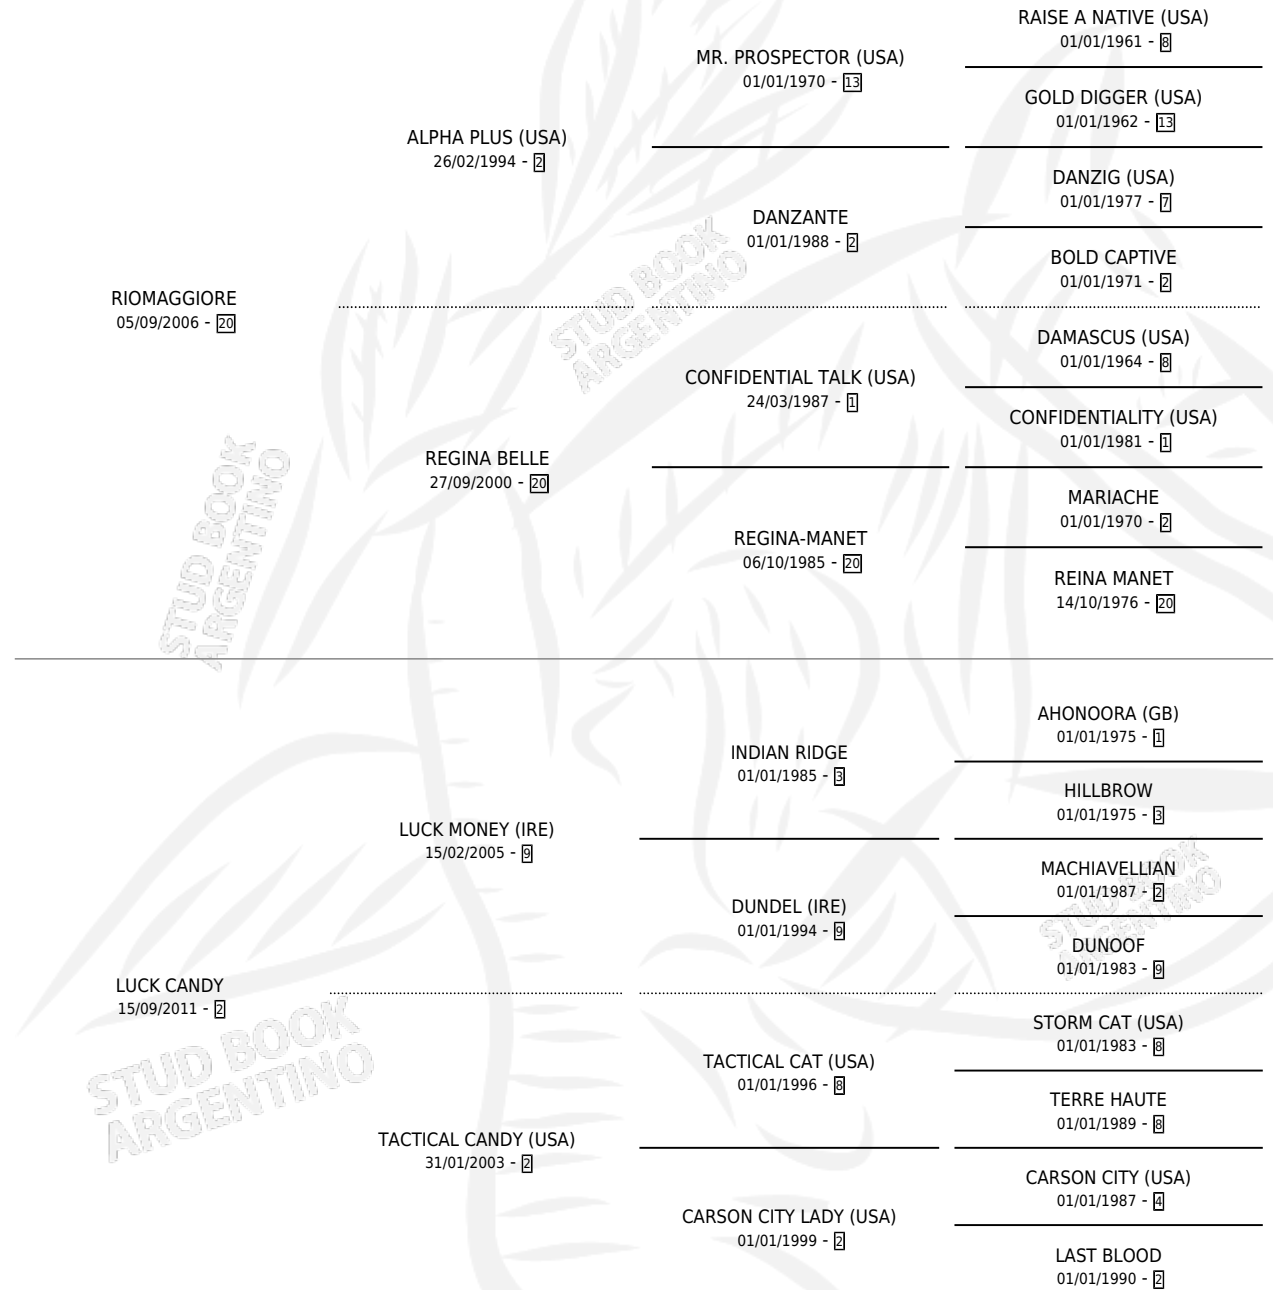 RAISE A NATIVE (USA)
01/01/1961 - 8
MR. PROSPECTOR (USA)
01/01/1970 - 13
GOLD DIGGER (USA)
01/01/1962 - 13
ALPHA PLUS (USA)
26/02/1994 - 2
DANZIG (USA)
01/01/1977 - 7
DANZANTE
01/01/1988 - 2
BOLD CAPTIVE
01/01/1971 - 2
RIOMAGGIORE
05/09/2006 - 20
DAMASCUS (USA)
01/01/1964 - 8
CONFIDENTIAL TALK (USA)
24/03/1987 - 1
CONFIDENTIALITY (USA)
01/01/1981 - 1
REGINA BELLE
27/09/2000 - 20
MARIACHE
01/01/1970 - 2
REGINA-MANET
06/10/1985 - 20
REINA MANET
14/10/1976 - 20
STUD BOOK
ARGENTINO
STUD BOOK
ARGENTINO
AHONOORA (GB)
01/01/1975 - 1
INDIAN RIDGE
01/01/1985 - 3
HILLBROW
01/01/1975 - 3
LUCK MONEY (IRE)
15/02/2005 - 9
MACHIAVELLIAN
01/01/1987 - 2
DUNDEL (IRE)
01/01/1994 - 9
DUNOOF
01/01/1983 - 9
LUCK CANDY
15/09/2011 - 2
STORM CAT (USA)
01/01/1983 - 8
TACTICAL CAT (USA)
01/01/1996 - 8
TERRE HAUTE
01/01/1989 - 8
TACTICAL CANDY (USA)
31/01/2003 - 2
CARSON CITY (USA)
01/01/1987 - 4
CARSON CITY LADY (USA)
01/01/1999 - 2
LAST BLOOD
01/01/1990 - 2
STUD BOOK
ARGENTINO
STUD BOOK
ARGENTINO